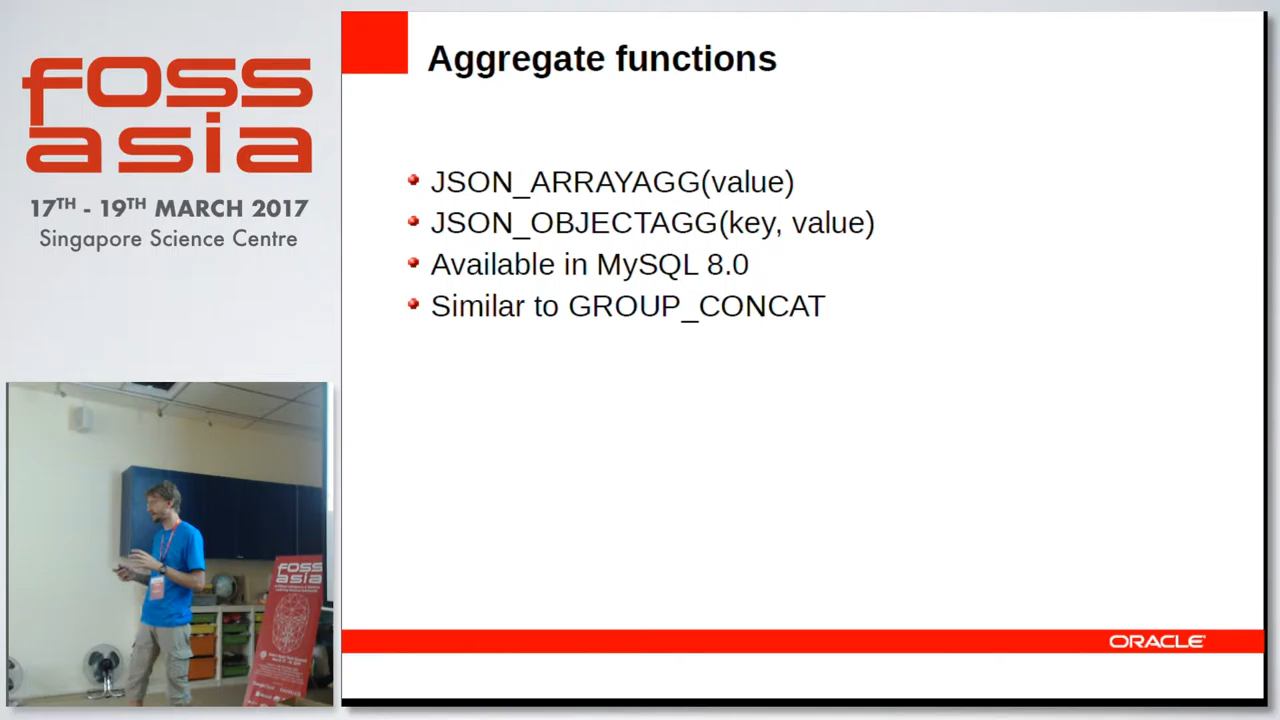 foss
asia
17TH - 19TH MARCH 2017
Singapore Science Centre
Aggregate functions
JSON_ARRAYAGG(value)
JSON_OBJECTAGG(key, value)
Available in MySQL 8.0
Similar to GROUP_CONCAT
foss
asia
ORACLE